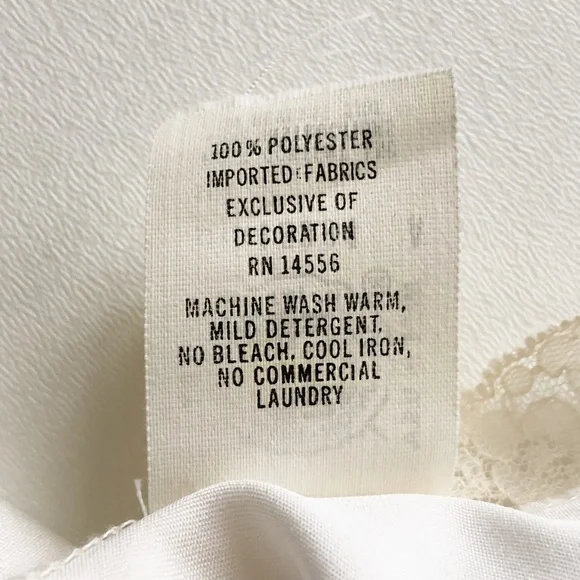 100% POLYESTER
IMPORTED FABRICS
EXCLUSIVE OF
DECORATION
RN 14556
MACHINE WASH WARM,
MILD DETERGENT,
NO BLEACH, COOL IRON,
NO COMMERCIAL
LAUNDRY